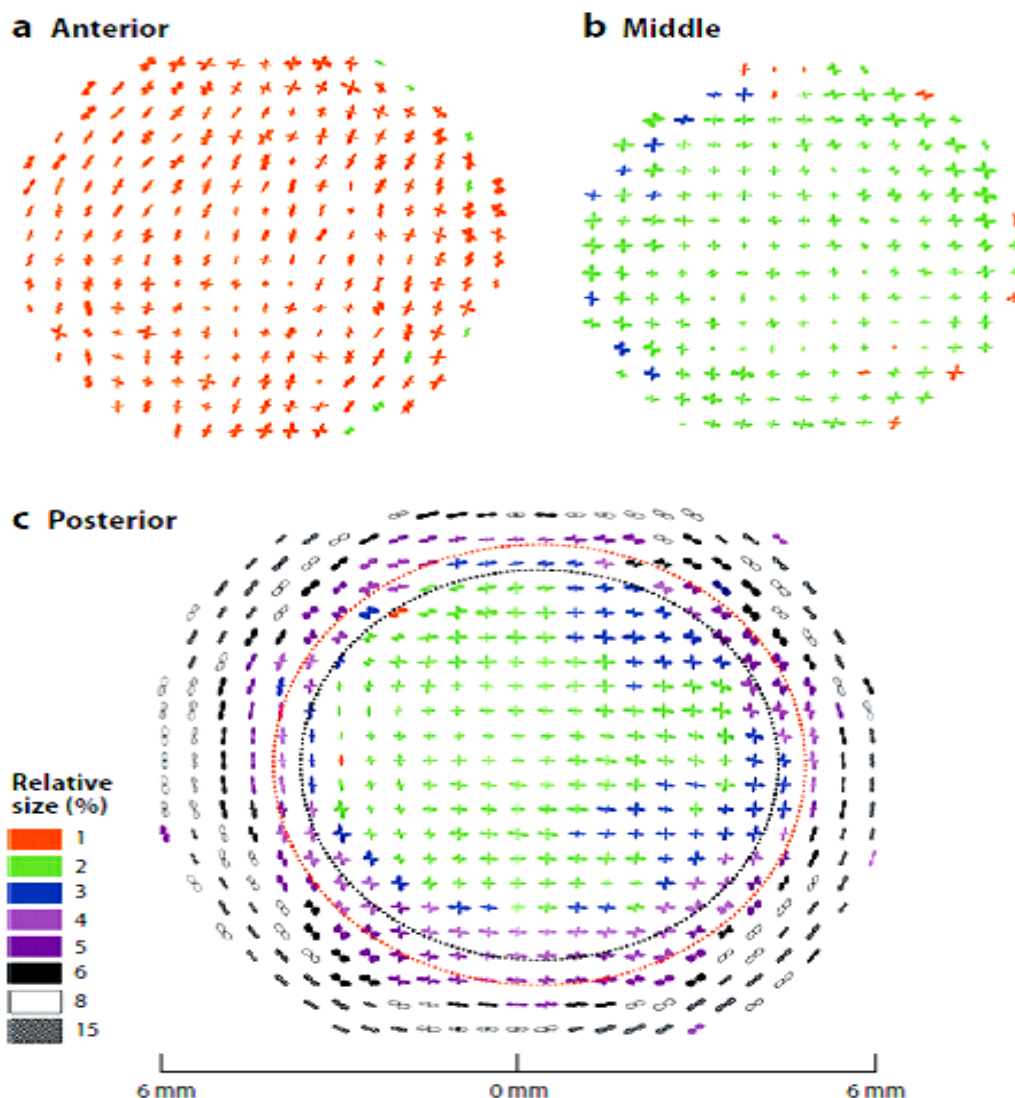 a Anterior
b Middle
c Posterior
Relative
size (%)
1
2
3
4
5
6
8
15
6 mm
0 mm
6 mm